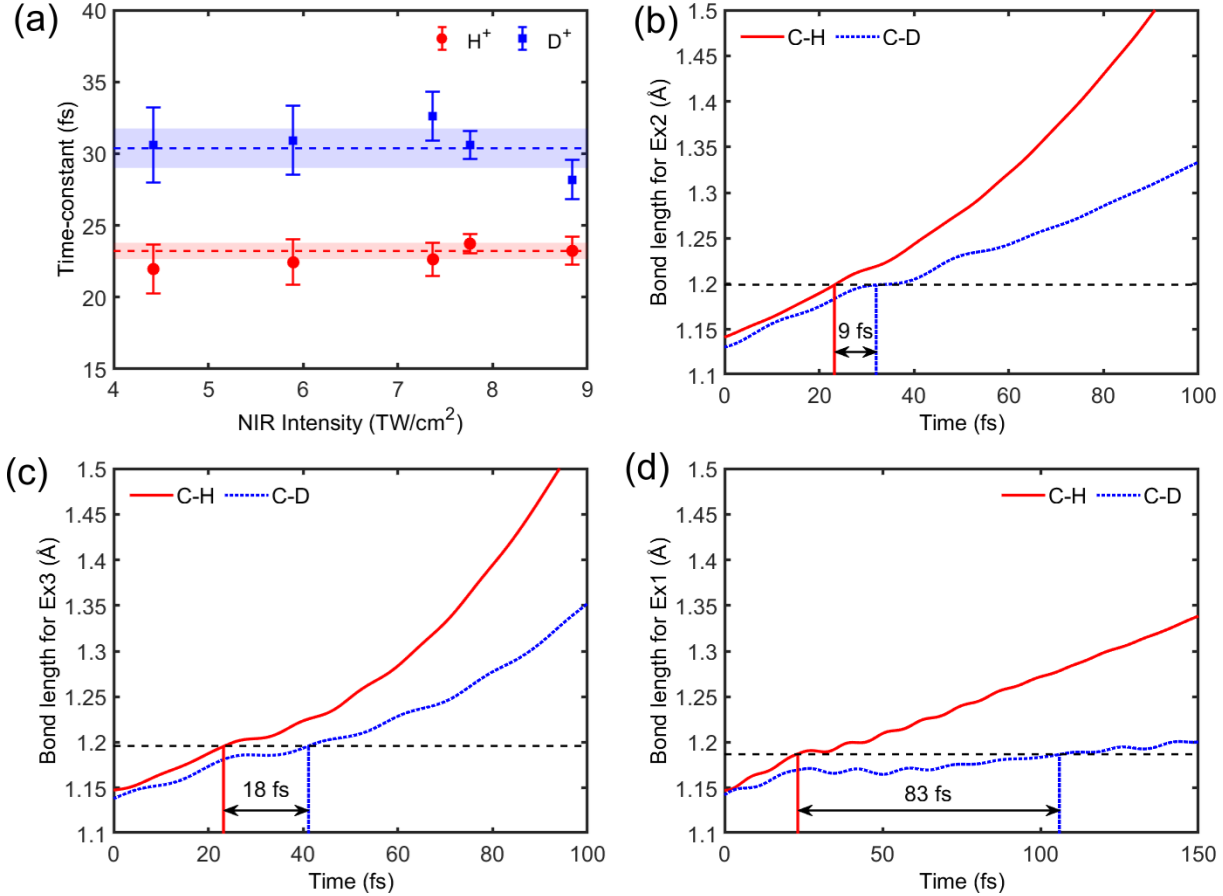 (a)
40
35
30
25
20
15
4 5 6 7 8 9
Time-constant (fs)
NIR Intensity (TW/cm²)
H⁺ D⁺
(b)
C-H C-D
1.5
1.45
1.4
1.35
1.3
1.25
1.2
1.15
1.1
0 20 40 60 80 100
Bond length for Ex2 (Å)
Time (fs)
9 fs
(c)
C-H C-D
1.5
1.45
1.4
1.35
1.3
1.25
1.2
1.15
1.1
0 20 40 60 80 100
Bond length for Ex3 (Å)
Time (fs)
18 fs
(d)
C-H C-D
1.5
1.45
1.4
1.35
1.3
1.25
1.2
1.15
1.1
0 50 100 150
Bond length for Ex1 (Å)
Time (fs)
83 fs